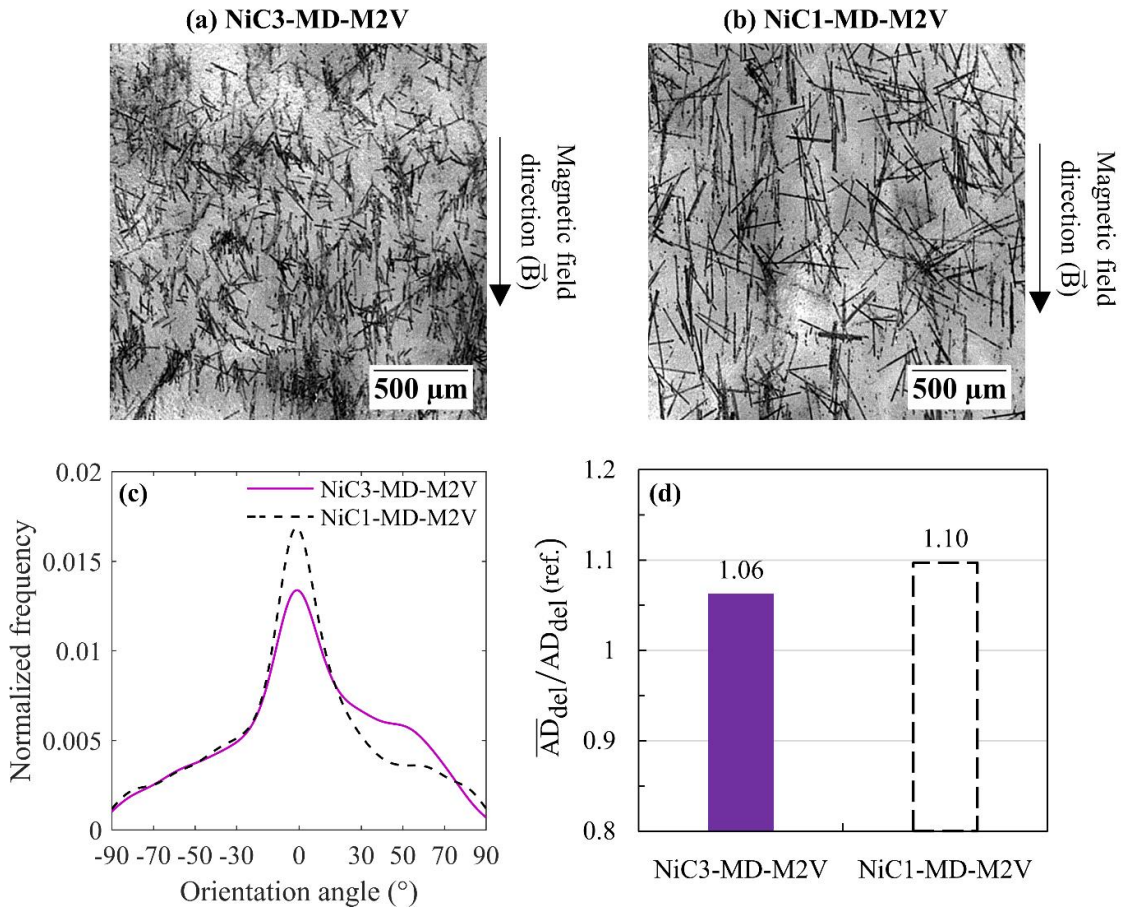 (a) NiC3-MD-M2V
(b) NiC1-MD-M2V
Magnetic field
direction (B⃗)
500 µm
Magnetic field
direction (B⃗)
500 µm
(c)
NiC3-MD-M2V
NiC1-MD-M2V
Normalized frequency
0.02
0.015
0.01
0.005
0
-90 -70 -50 -30 0 30 50 70 90
Orientation angle (°)
(d)
A̅D̅del/ADdel (ref.)
1.2
1.1
1
0.9
0.8
1.06
1.10
NiC3-MD-M2V
NiC1-MD-M2V